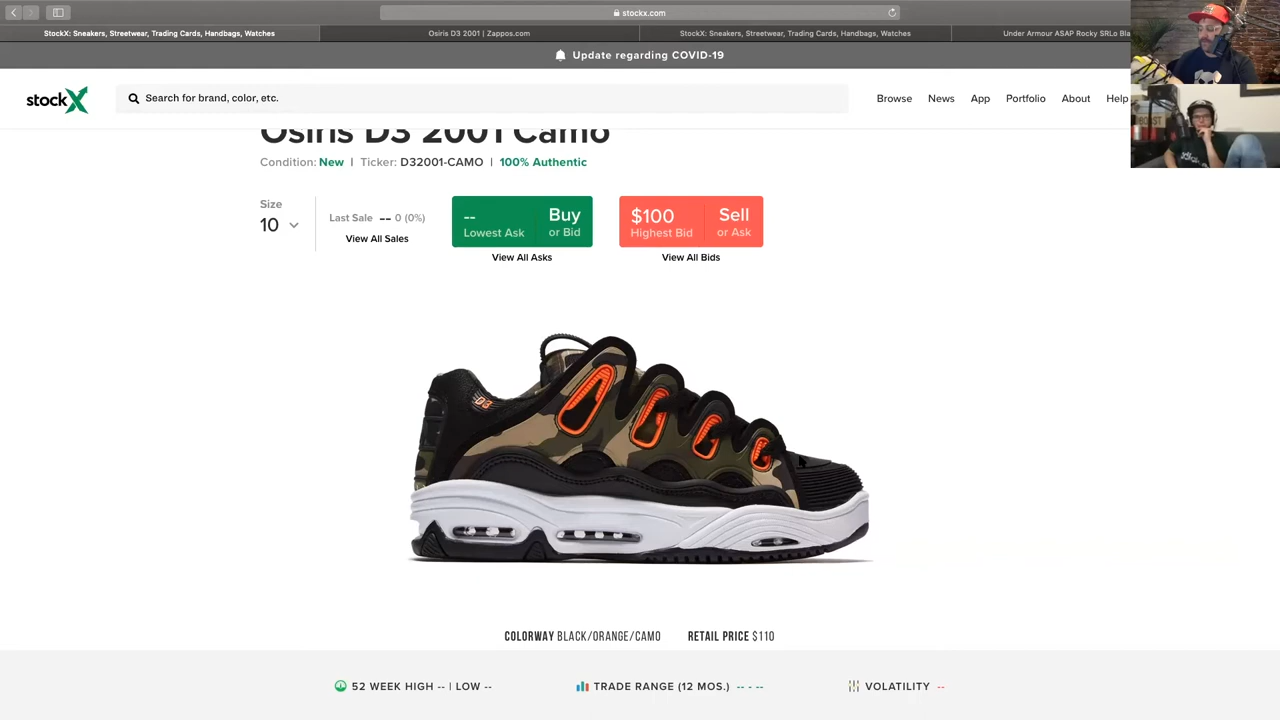 stockx.com
StockX: Sneakers, Streetwear, Trading Cards, Handbags, Watches
Osiris D3 2001 | Zappos.com
StockX: Sneakers, Streetwear, Trading Cards, Handbags, Watches
Under Armour ASAP Rocky SRLo Bla
Update regarding COVID-19
stockX
Search for brand, color, etc.
Browse
News
App
Portfolio
About
Help
Osiris D3 2001 Camo
Condition: New | Ticker: D32001-CAMO | 100% Authentic
Size
10
Last Sale -- 0 (0%)
View All Sales
-- Buy
Lowest Ask or Bid
View All Asks
$100 Sell
Highest Bid or Ask
View All Bids
D3
COLORWAY BLACK/ORANGE/CAMO RETAIL PRICE $110
52 WEEK HIGH -- | LOW --
TRADE RANGE (12 MOS.) -- - --
VOLATILITY --